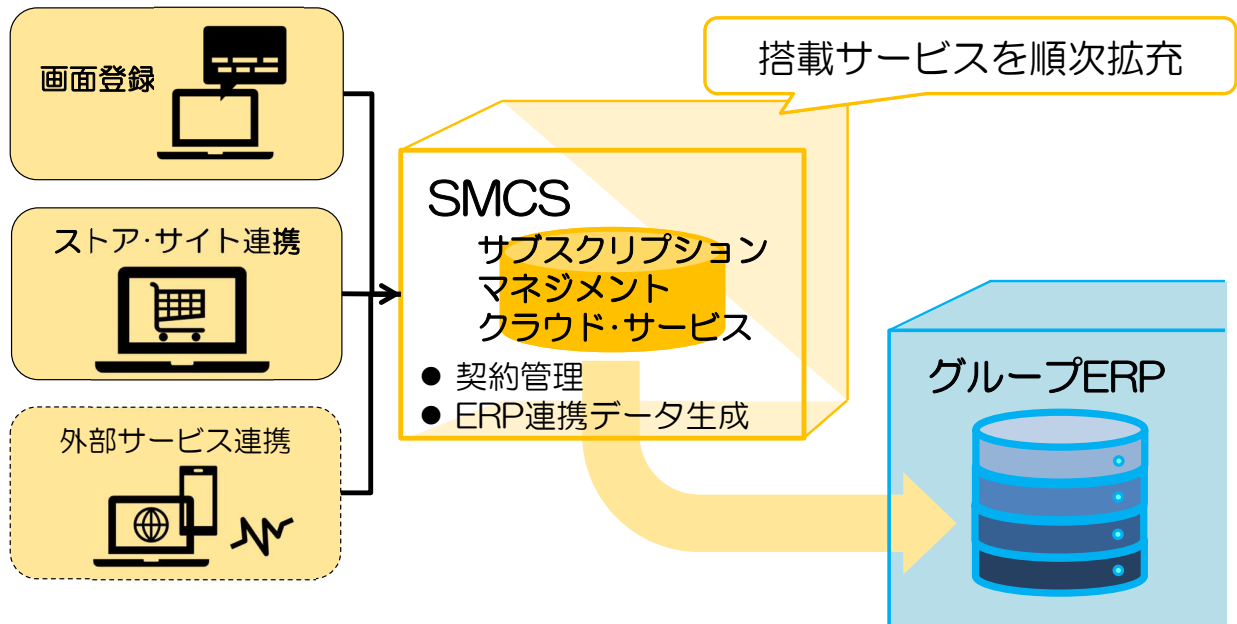 画面登録
ストア・サイト連携
外部サービス連携
搭載サービスを順次拡充
SMCS
サブスクリプション
マネジメント
クラウド・サービス
● 契約管理
● ERP連携データ生成
グループERP